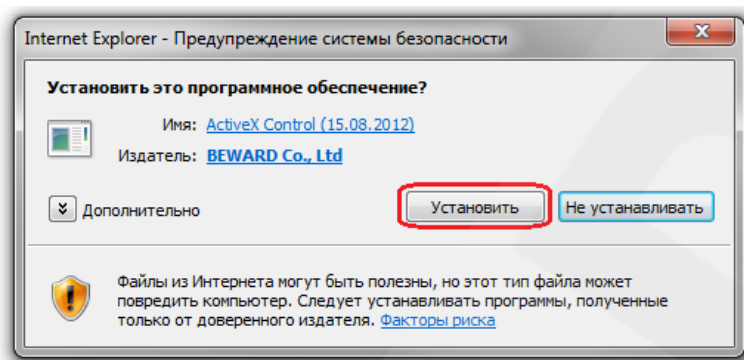 Internet Explorer - Предупреждение системы безопасности
Установить это программное обеспечение?
Имя: ActiveX Control (15.08.2012)
Издатель: BEWARD Co., Ltd
Дополнительно Установить Не устанавливать
Файлы из Интернета могут быть полезны, но этот тип файла может
повредить компьютер. Следует устанавливать программы, полученные
только от доверенного издателя. Факторы риска